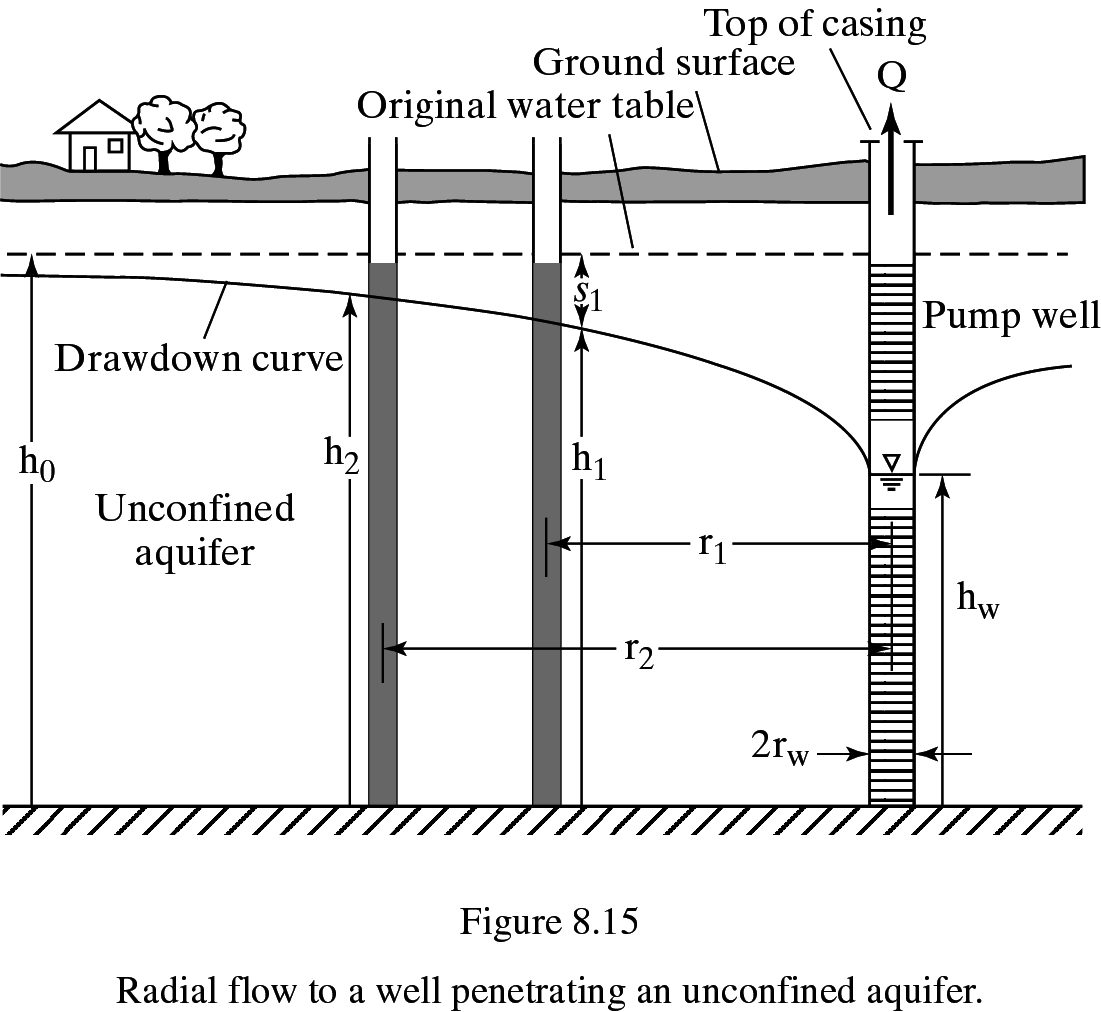 Top of casing
Ground surface
Q
Original water table
s1
Pump well
Drawdown curve
h0
h2
h1
Unconfined
aquifer
r1
hw
r2
2rw
Figure 8.15
Radial flow to a well penetrating an unconfined aquifer.